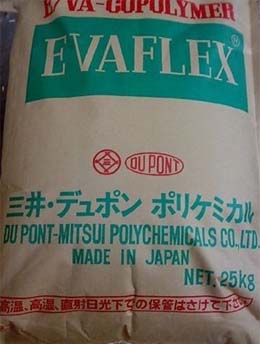 EVA-COPOLYMER
EVAFLEX®
DU PONT
三井・デュポン ポリケミカル
DU PONT-MITSUI POLYCHEMICALS CO., LTD.
MADE IN JAPAN
NET. 25kg
高温、高湿、直射日光下での保管はさけて下さい。